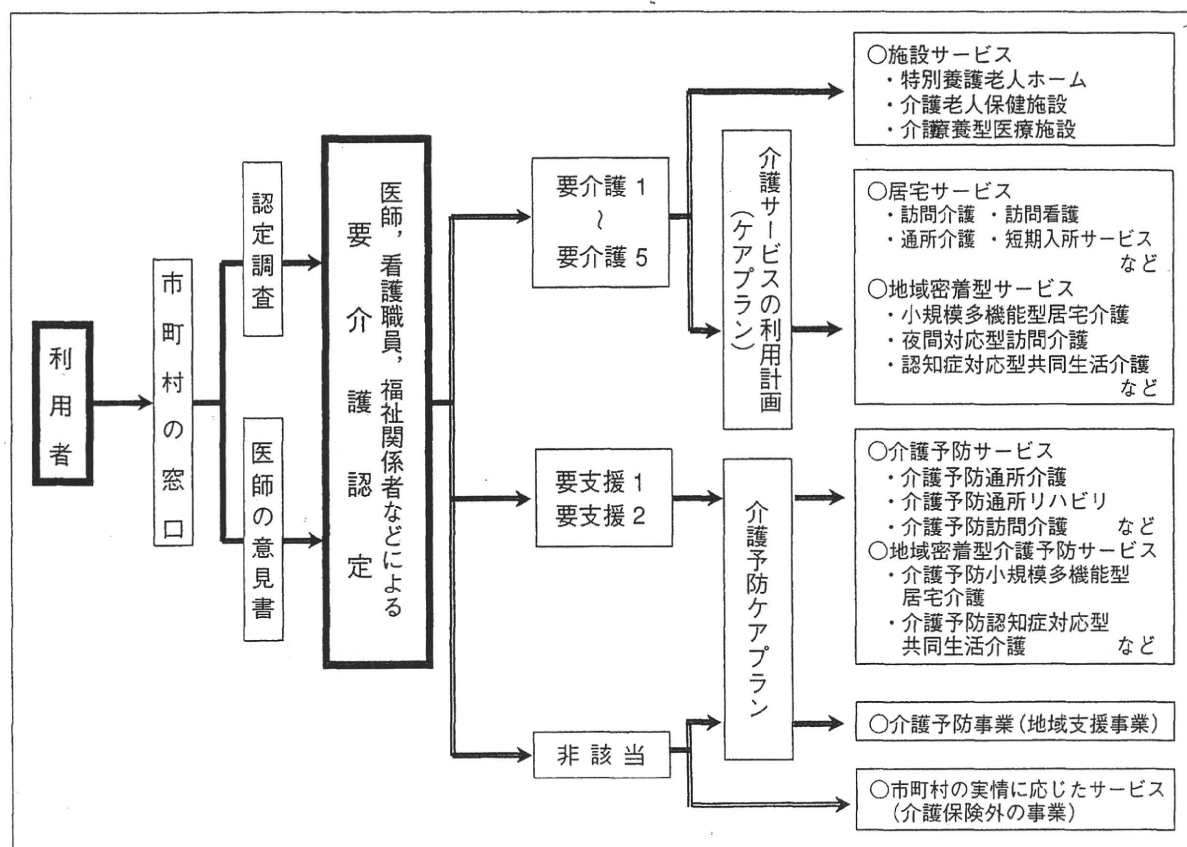 利用者
市町村の窓口
認定調査
医師の意見書
医師，看護職員，福祉関係者などによる
要介護認定
要介護1
～
要介護5
要支援1
要支援2
非該当
介護サービスの利用計画
（ケアプラン）
介護予防ケアプラン
○施設サービス
・特別養護老人ホーム
・介護老人保健施設
・介護療養型医療施設
○居宅サービス
・訪問介護 ・訪問看護
・通所介護 ・短期入所サービス
など
○地域密着型サービス
・小規模多機能型居宅介護
・夜間対応型訪問介護
・認知症対応型共同生活介護
など
○介護予防サービス
・介護予防通所介護
・介護予防通所リハビリ
・介護予防訪問介護 など
○地域密着型介護予防サービス
・介護予防小規模多機能型
居宅介護
・介護予防認知症対応型
共同生活介護 など
○介護予防事業（地域支援事業）
○市町村の実情に応じたサービス
（介護保険外の事業）